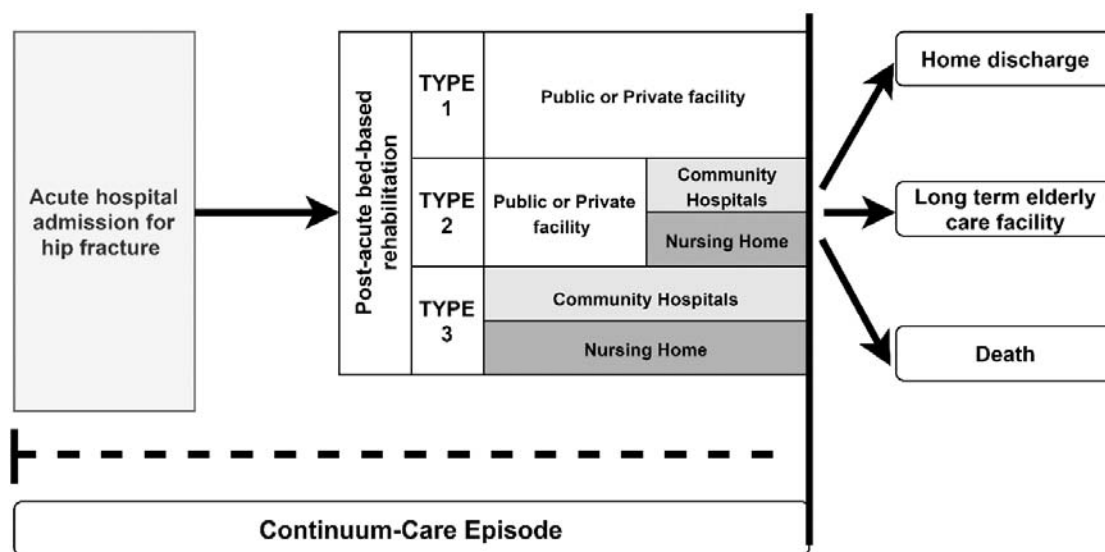 Acute hospital
admission for
hip fracture
Post-acute bed-based
rehabilitation
TYPE
1
Public or Private facility
TYPE
2
Public or Private
facility
Community
Hospitals
Nursing Home
TYPE
3
Community Hospitals
Nursing Home
Home discharge
Long term elderly
care facility
Death
Continuum-Care Episode